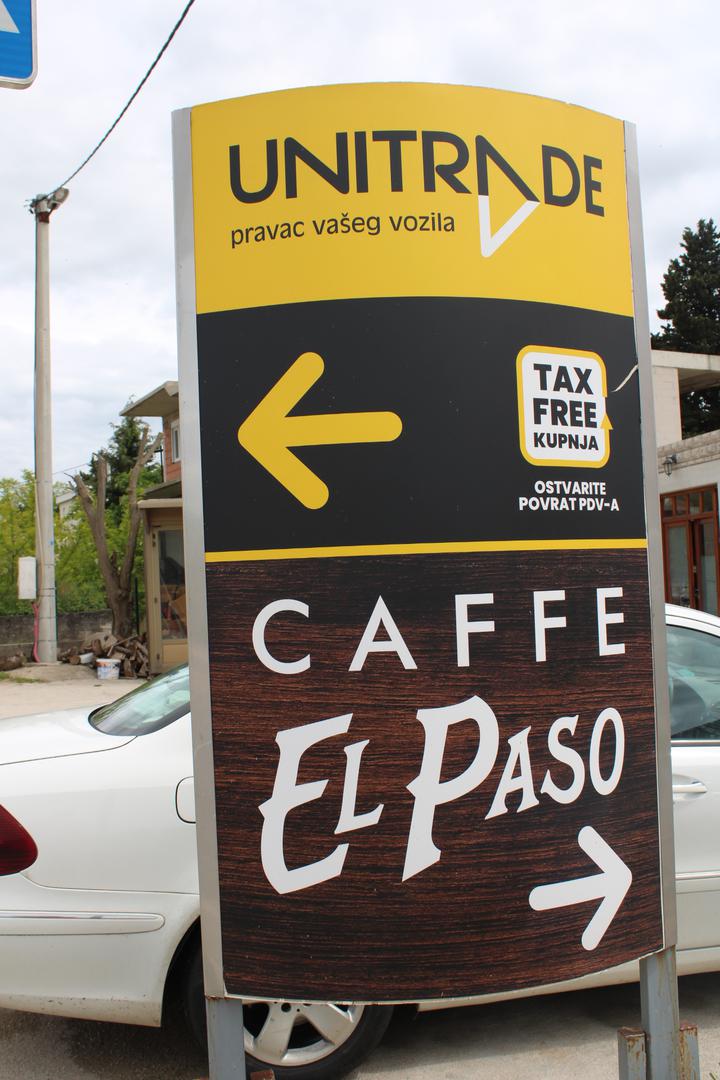 UNITRADE
pravac vašeg vozila
TAX
FREE
KUPNJA
OSTVARITE
POVRAT PDV-A
CAFFE
EL PASO